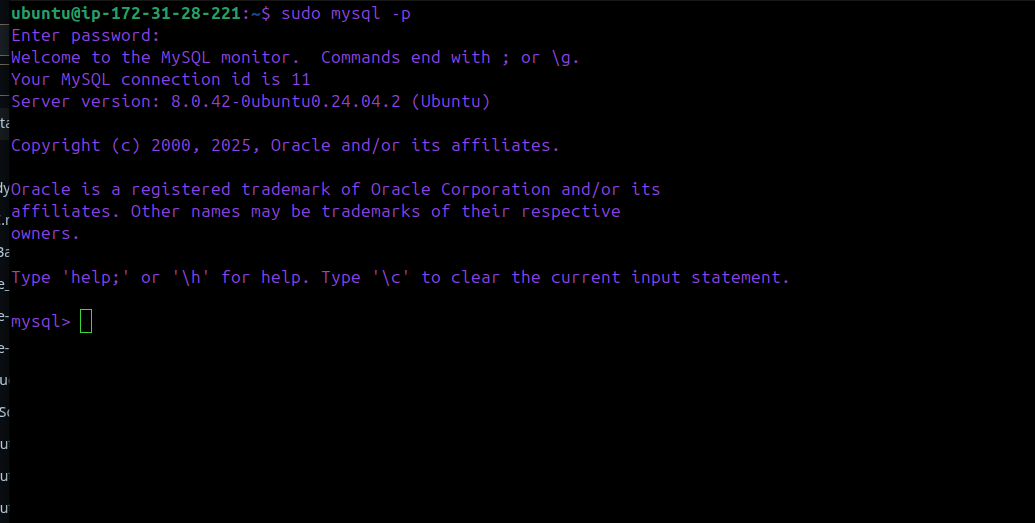 ubuntu@ip-172-31-28-221:~$ sudo mysql -p
Enter password:
Welcome to the MySQL monitor.  Commands end with ; or \g.
Your MySQL connection id is 11
Server version: 8.0.42-0ubuntu0.24.04.2 (Ubuntu)
Copyright (c) 2000, 2025, Oracle and/or its affiliates.
Oracle is a registered trademark of Oracle Corporation and/or its
affiliates. Other names may be trademarks of their respective
owners.
Type 'help;' or '\h' for help. Type '\c' to clear the current input statement.
mysql>